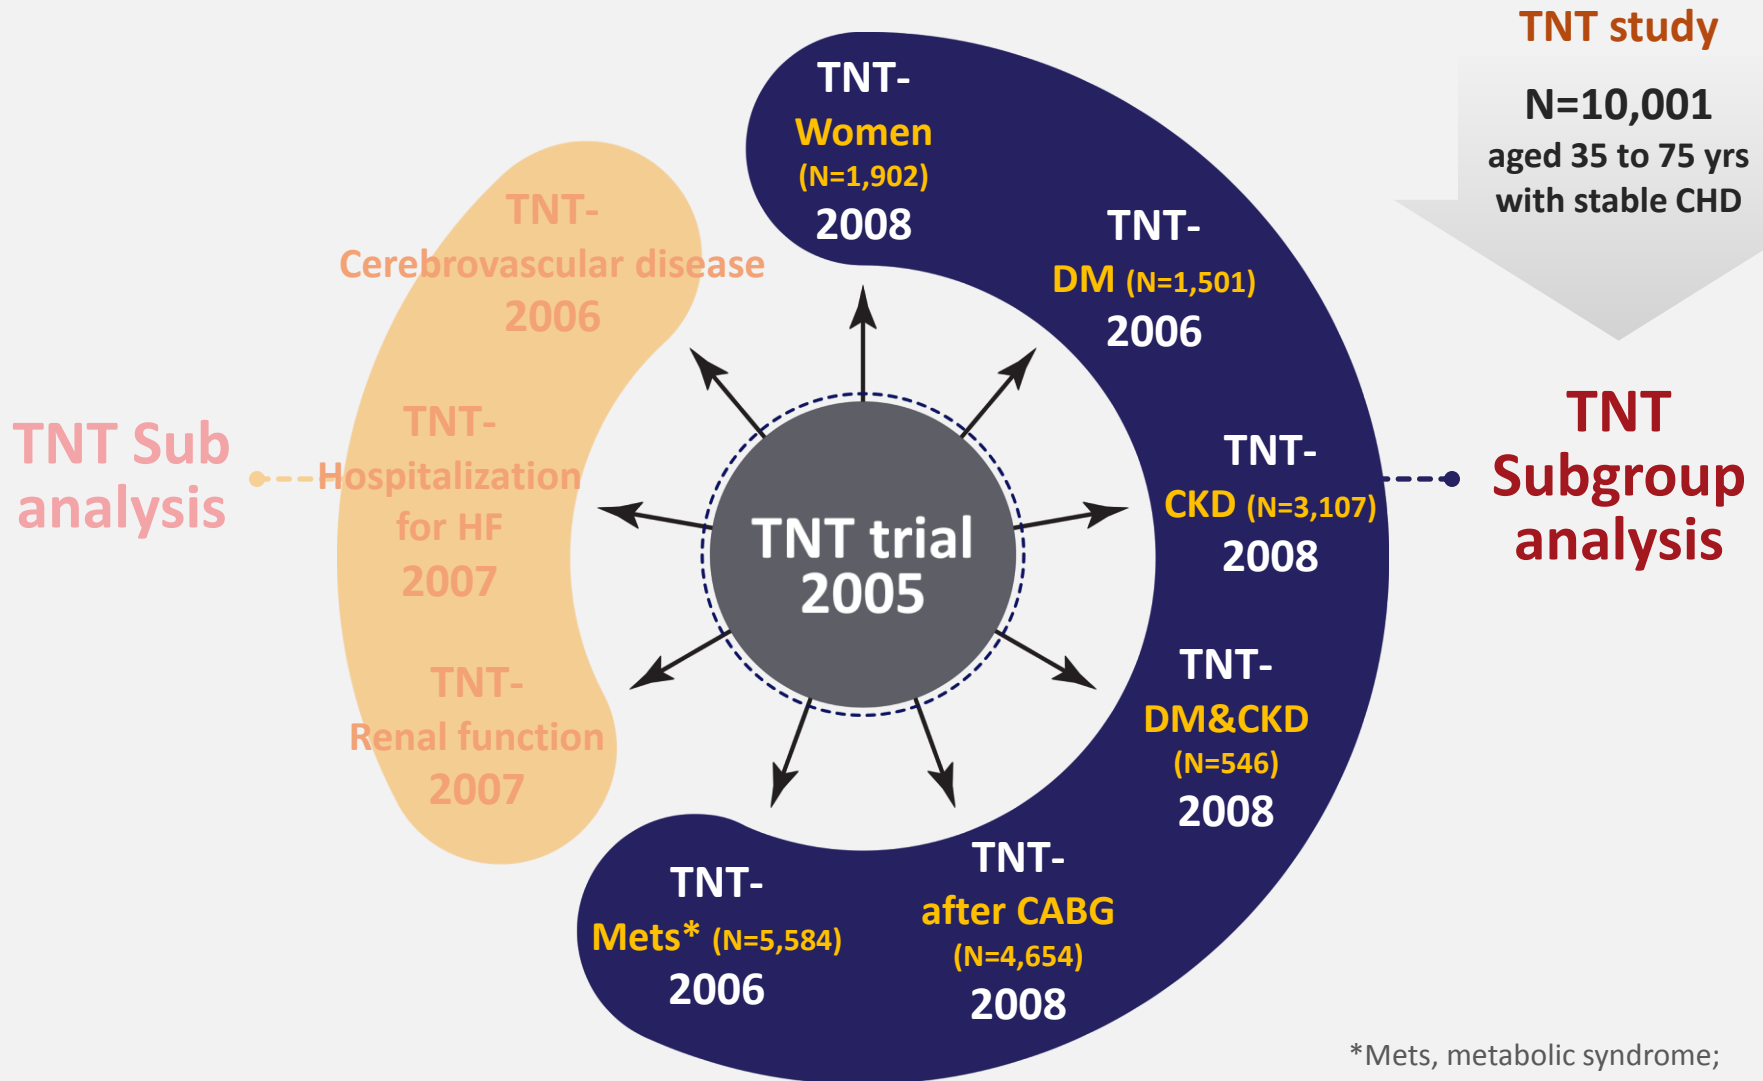 TNT study
N=10,001
aged 35 to 75 yrs
with stable CHD
TNT-
Women
(N=1,902)
2008
TNT-
DM (N=1,501)
2006
TNT-
CKD (N=3,107)
2008
TNT-
DM&CKD
(N=546)
2008
TNT-
after CABG
(N=4,654)
2008
TNT-
Mets* (N=5,584)
2006
TNT-
Cerebrovascular disease
2006
TNT-
Hospitalization
for HF
2007
TNT-
Renal function
2007
TNT trial
2005
TNT Sub
analysis
TNT
Subgroup
analysis
*Mets, metabolic syndrome;